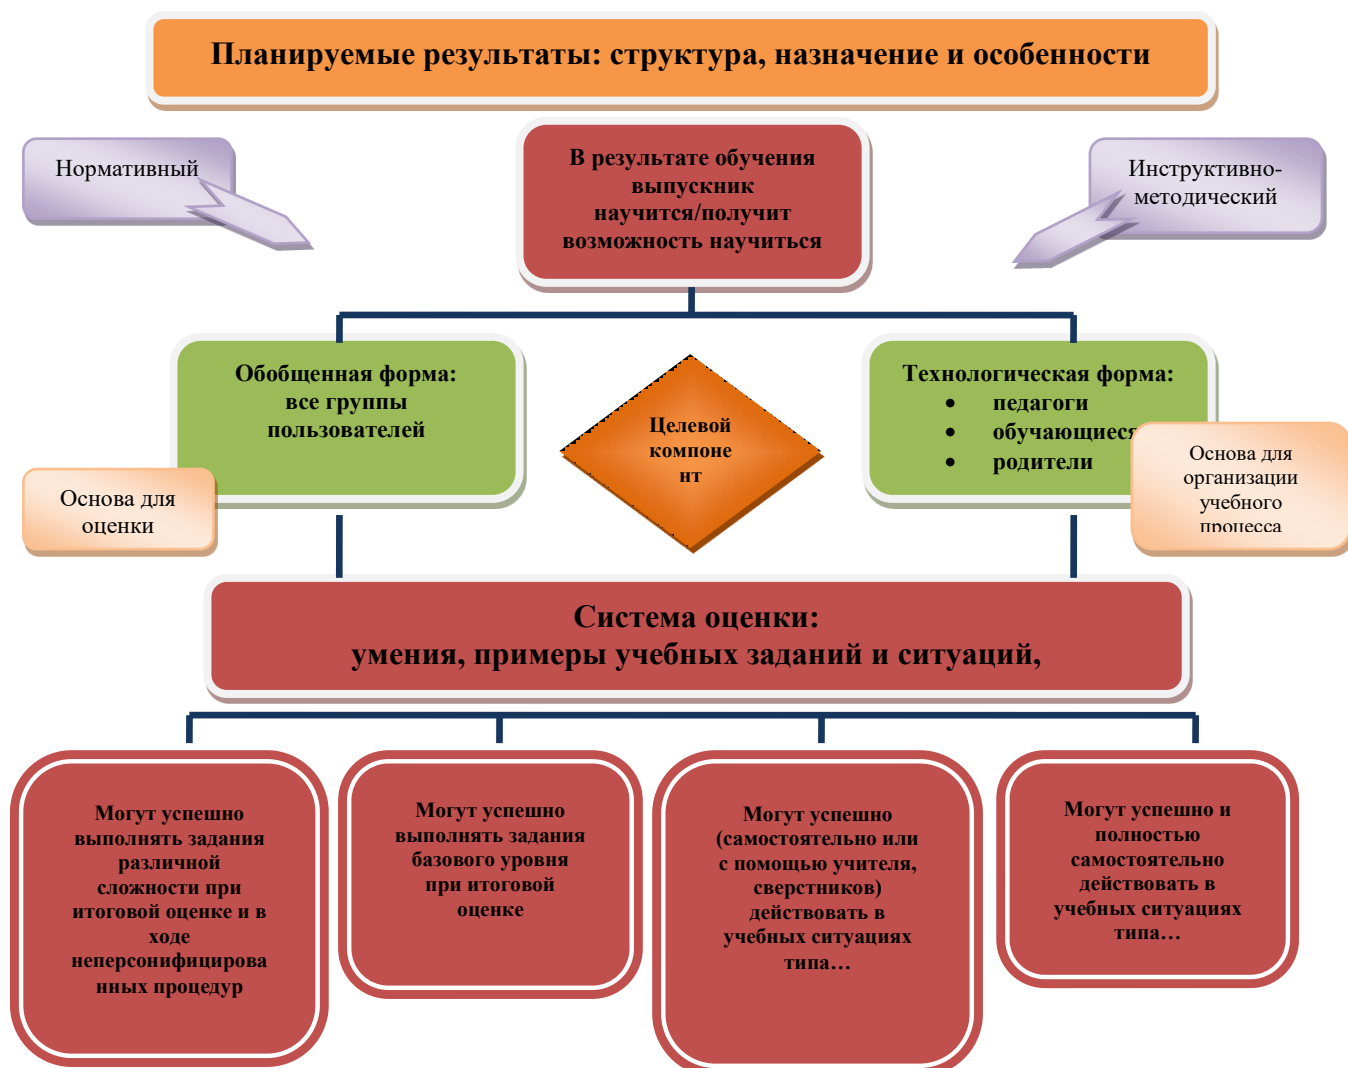 Планируемые результаты: структура, назначение и особенности
Нормативный
В результате обучения
выпускник
научится/получит
возможность научиться
Инструктивно-
методический
Обобщенная форма:
все группы
пользователей
Целевой
компоне
нт
Технологическая форма:
• педагоги
• обучающиеся
• родители
Основа для
оценки
Основа для
организации
учебного
процесса
Система оценки:
умения, примеры учебных заданий и ситуаций,
Могут успешно
выполнять задания
различной
сложности при
итоговой оценке и в
ходе
неперсонифицирова
нных процедур
Могут успешно
выполнять задания
базового уровня
при итоговой
оценке
Могут успешно
(самостоятельно или
с помощью учителя,
сверстников)
действовать в
учебных ситуациях
типа…
Могут успешно и
полностью
самостоятельно
действовать в
учебных ситуациях
типа…